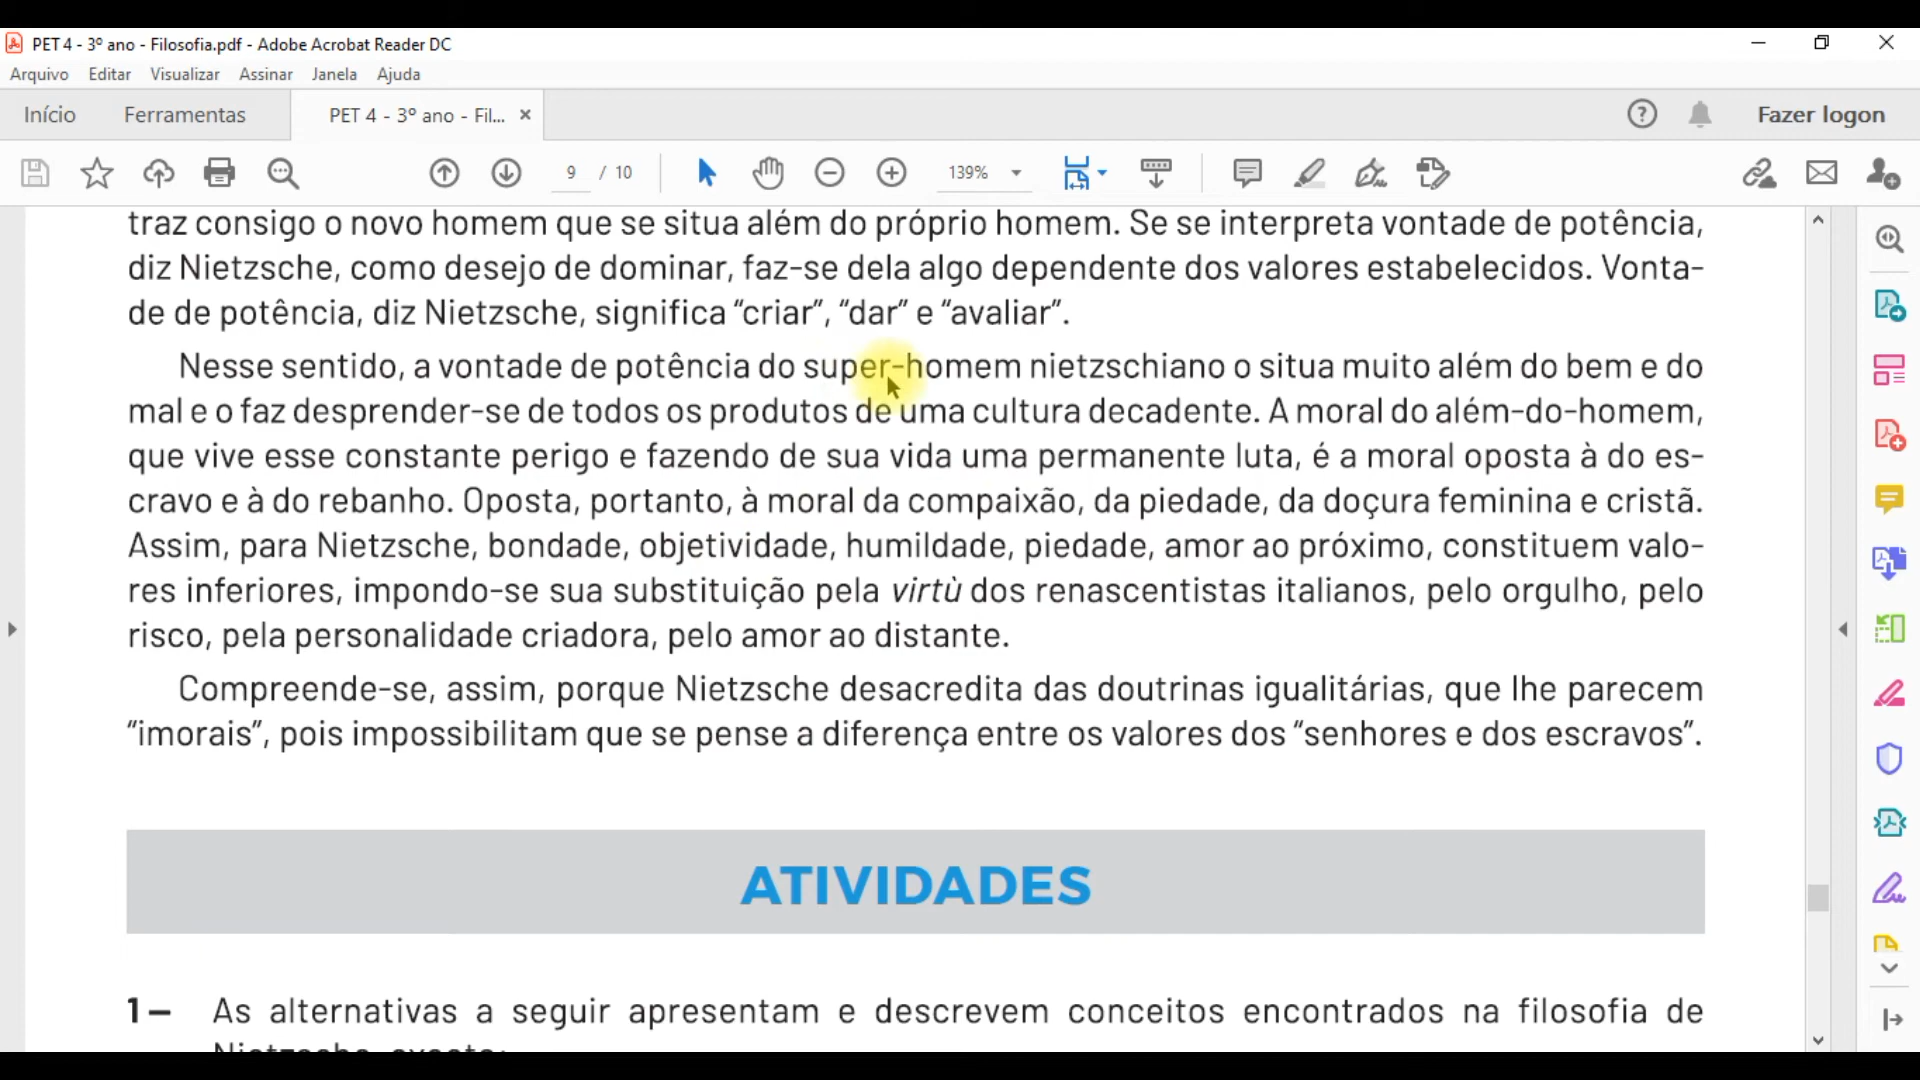 PET 4 - 3º ano - Filosofia.pdf - Adobe Acrobat Reader DC
Arquivo Editar Visualizar Assinar Janela Ajuda
Início Ferramentas PET 4 - 3º ano - Fil... × Fazer logon
9 / 10 139%
traz consigo o novo homem que se situa além do próprio homem. Se se interpreta vontade de potência,
diz Nietzsche, como desejo de dominar, faz-se dela algo dependente dos valores estabelecidos. Vonta-
de de potência, diz Nietzsche, significa “criar”, “dar” e “avaliar”.
Nesse sentido, a vontade de potência do super-homem nietzschiano o situa muito além do bem e do
mal e o faz desprender-se de todos os produtos de uma cultura decadente. A moral do além-do-homem,
que vive esse constante perigo e fazendo de sua vida uma permanente luta, é a moral oposta à do es-
cravo e à do rebanho. Oposta, portanto, à moral da compaixão, da piedade, da doçura feminina e cristã.
Assim, para Nietzsche, bondade, objetividade, humildade, piedade, amor ao próximo, constituem valo-
res inferiores, impondo-se sua substituição pela virtù dos renascentistas italianos, pelo orgulho, pelo
risco, pela personalidade criadora, pelo amor ao distante.
Compreende-se, assim, porque Nietzsche desacredita das doutrinas igualitárias, que lhe parecem
“imorais”, pois impossibilitam que se pense a diferença entre os valores dos “senhores e dos escravos”.
ATIVIDADES
1 – As alternativas a seguir apresentam e descrevem conceitos encontrados na filosofia de
Nietzsche, exceto: